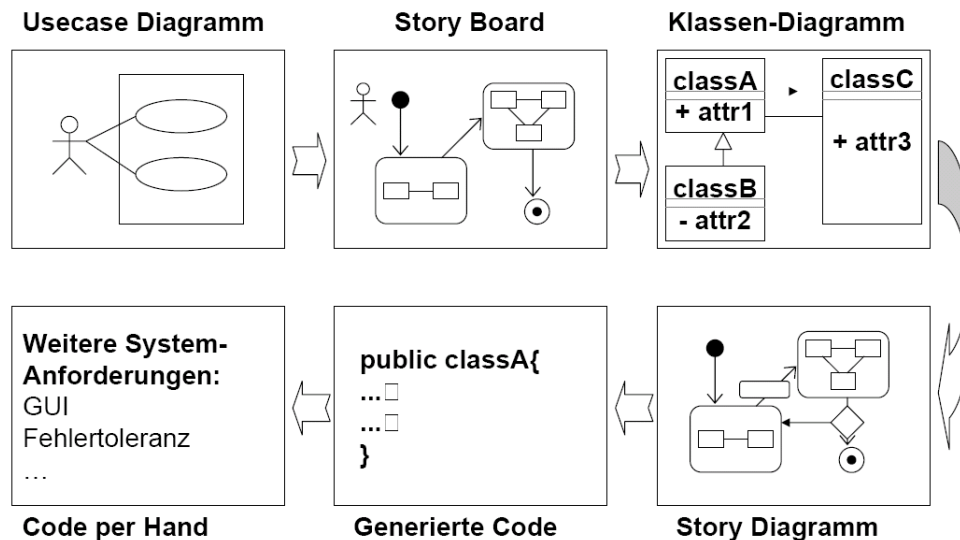 Usecase Diagramm
Story Board
Klassen-Diagramm
classA
+ attr1
classC
+ attr3
classB
- attr2
Weitere System-
Anforderungen:
GUI
Fehlertoleranz
...
public classA{
...
...
}
Code per Hand
Generierte Code
Story Diagramm